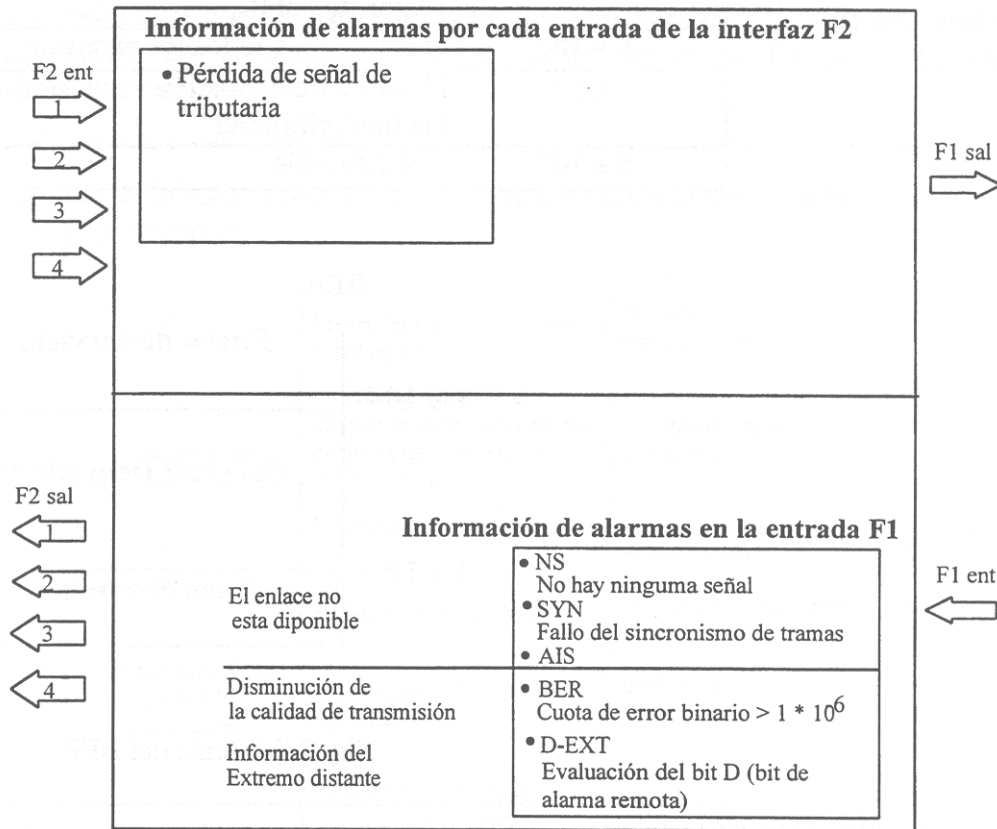 Información de alarmas por cada entrada de la interfaz F2
F2 ent
• Pérdida de señal de
tributaria
1
2
3
4
F1 sal
F2 sal
1
2
3
4
Información de alarmas en la entrada F1
El enlace no
esta diponible
• NS
No hay ninguma señal
• SYN
Fallo del sincronismo de tramas
• AIS
F1 ent
Disminución de
la calidad de transmisión
• BER
Cuota de error binario > 1 * 10^6
Información del
Extremo distante
• D-EXT
Evaluación del bit D (bit de
alarma remota)